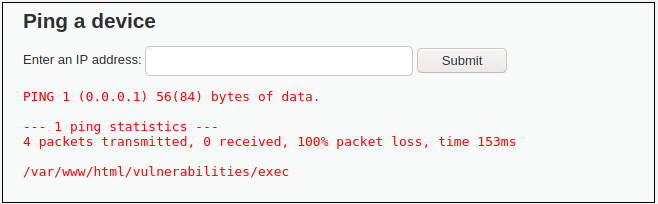 Ping a device
Enter an IP address:
Submit
PING 1 (0.0.0.1) 56(84) bytes of data.
--- 1 ping statistics ---
4 packets transmitted, 0 received, 100% packet loss, time 153ms
/var/www/html/vulnerabilities/exec